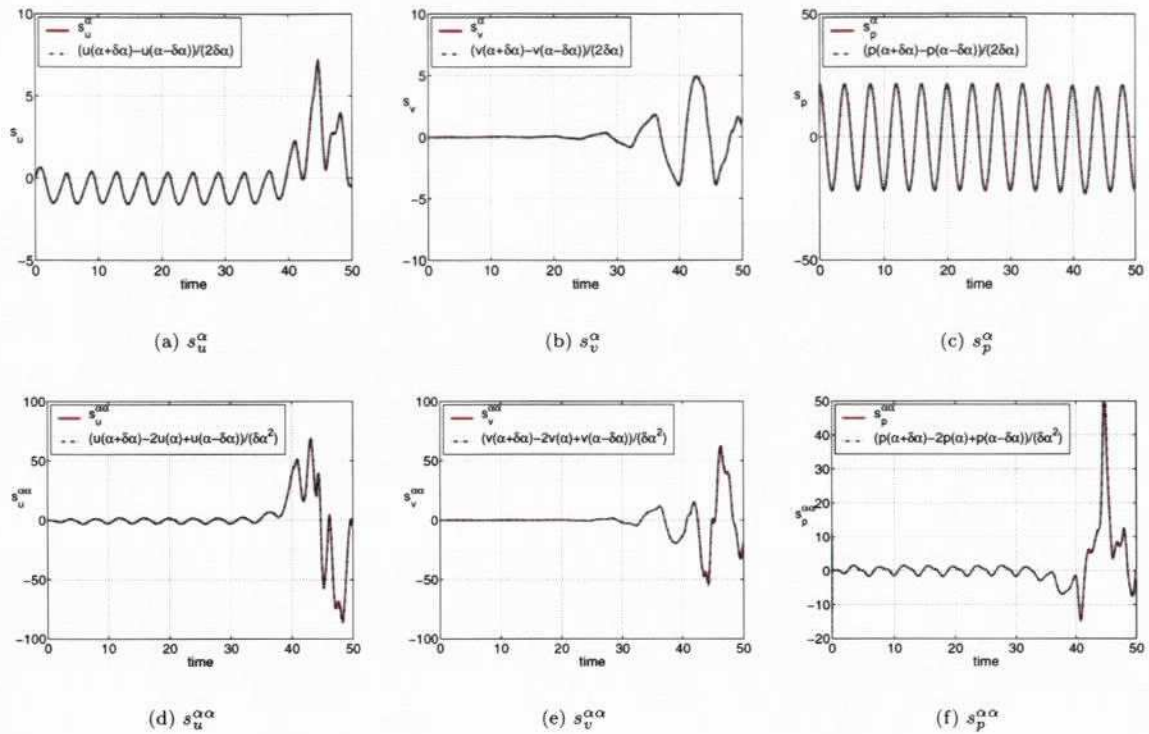 10
5
0
−5
s_u
s_u^α
(u(α+δα)−u(α−δα))/(2δα)
0 10 20 30 40 50
time
(a) s_u^α
10
5
0
−5
−10
s_v
s_v^α
(v(α+δα)−v(α−δα))/(2δα)
0 10 20 30 40 50
time
(b) s_v^α
50
0
−50
s_p
s_p^α
(p(α+δα)−p(α−δα))/(2δα)
0 10 20 30 40 50
time
(c) s_p^α
100
50
0
−50
−100
s_u^αα
s_u^αα
(u(α+δα)−2u(α)+u(α−δα))/(δα²)
0 10 20 30 40 50
time
(d) s_u^αα
100
50
0
−50
−100
s_v^αα
s_v^αα
(v(α+δα)−2v(α)+v(α−δα))/(δα²)
0 10 20 30 40 50
time
(e) s_v^αα
50
40
30
20
10
0
−10
−20
s_p^αα
s_p^αα
(p(α+δα)−2p(α)+p(α−δα))/(δα²)
0 10 20 30 40 50
time
(f) s_p^αα